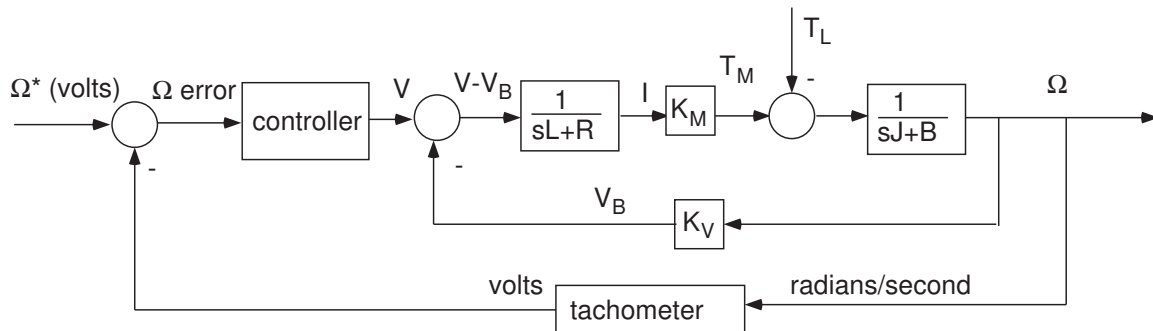 T_L
Ω* (volts)
Ω error
controller
V
V-V_B
1
sL+R
I
K_M
T_M
-
1
sJ+B
Ω
-
-
V_B
K_V
volts
tachometer
radians/second